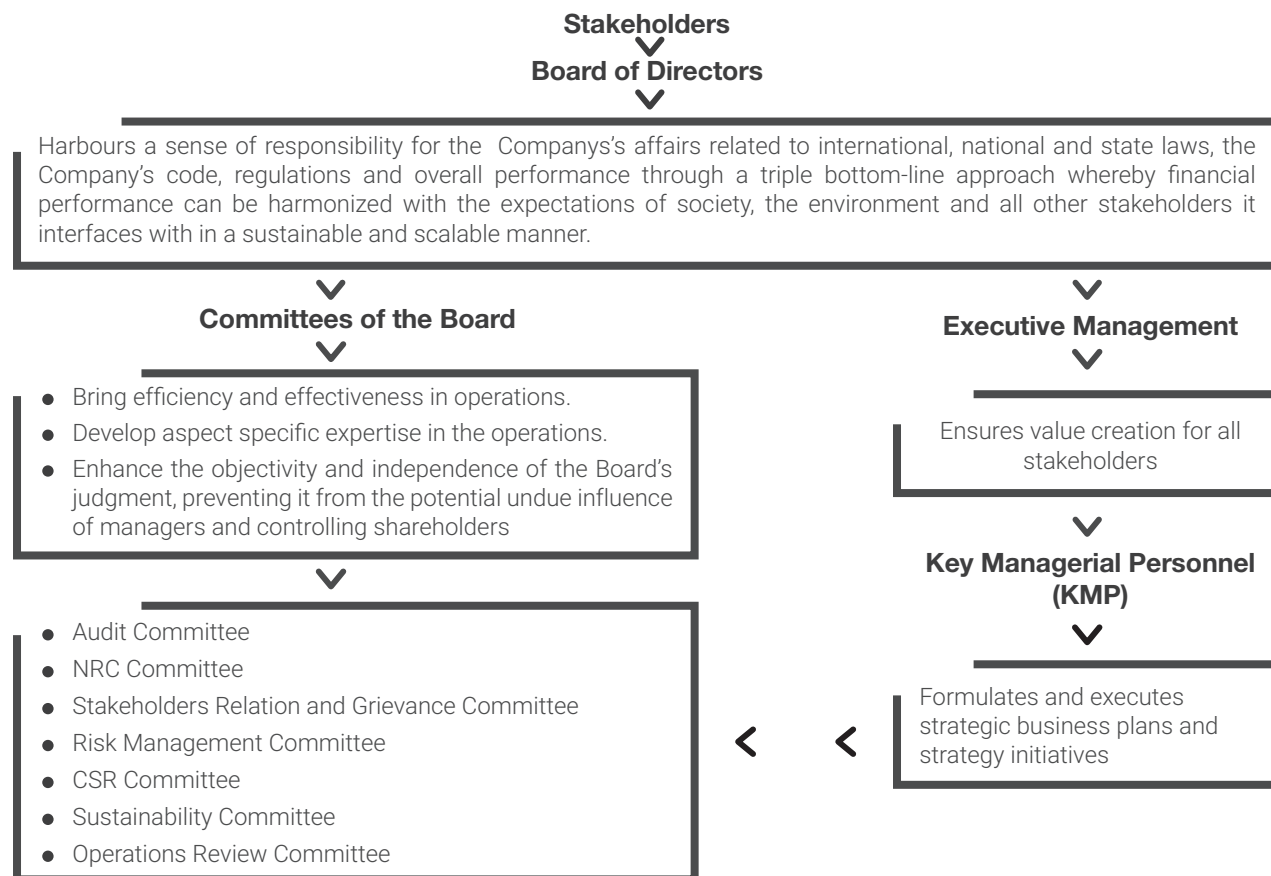 Stakeholders
Board of Directors
Harbours a sense of responsibility for the Companys's affairs related to international, national and state laws, the
Company's code, regulations and overall performance through a triple bottom-line approach whereby financial
performance can be harmonized with the expectations of society, the environment and all other stakeholders it
interfaces with in a sustainable and scalable manner.
Committees of the Board
● Bring efficiency and effectiveness in operations.
● Develop aspect specific expertise in the operations.
● Enhance the objectivity and independence of the Board's
judgment, preventing it from the potential undue influence
of managers and controlling shareholders
● Audit Committee
● NRC Committee
● Stakeholders Relation and Grievance Committee
● Risk Management Committee
● CSR Committee
● Sustainability Committee
● Operations Review Committee
Executive Management
Ensures value creation for all
stakeholders
Key Managerial Personnel
(KMP)
Formulates and executes
strategic business plans and
strategy initiatives